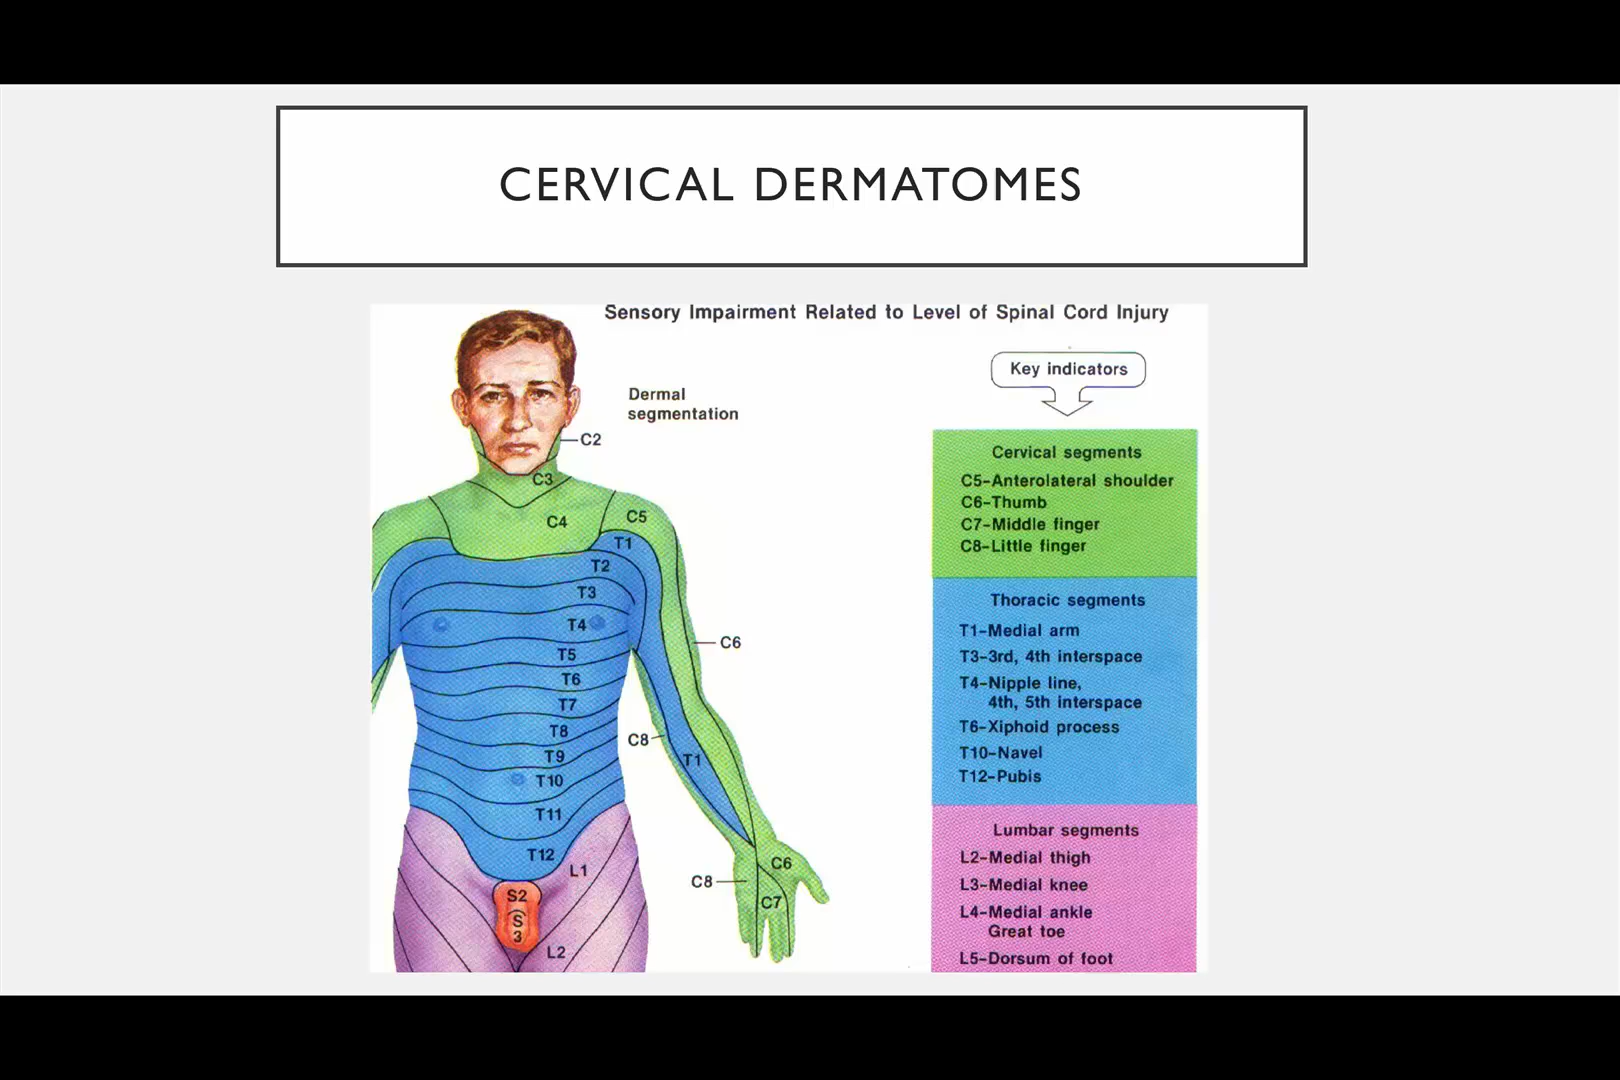 CERVICAL DERMATOMES
Sensory Impairment Related to Level of Spinal Cord Injury
Key indicators
Dermal
segmentation
C2
C3
C4
C5
T1
T2
T3
T4
T5
T6
T7
T8
T9
T10
T11
T12
L1
S2
S
3
L2
C6
C8
T1
C6
C8
C7
Cervical segments
C5-Anterolateral shoulder
C6-Thumb
C7-Middle finger
C8-Little finger
Thoracic segments
T1-Medial arm
T3-3rd, 4th interspace
T4-Nipple line,
4th, 5th interspace
T6-Xiphoid process
T10-Navel
T12-Pubis
Lumbar segments
L2-Medial thigh
L3-Medial knee
L4-Medial ankle
Great toe
L5-Dorsum of foot